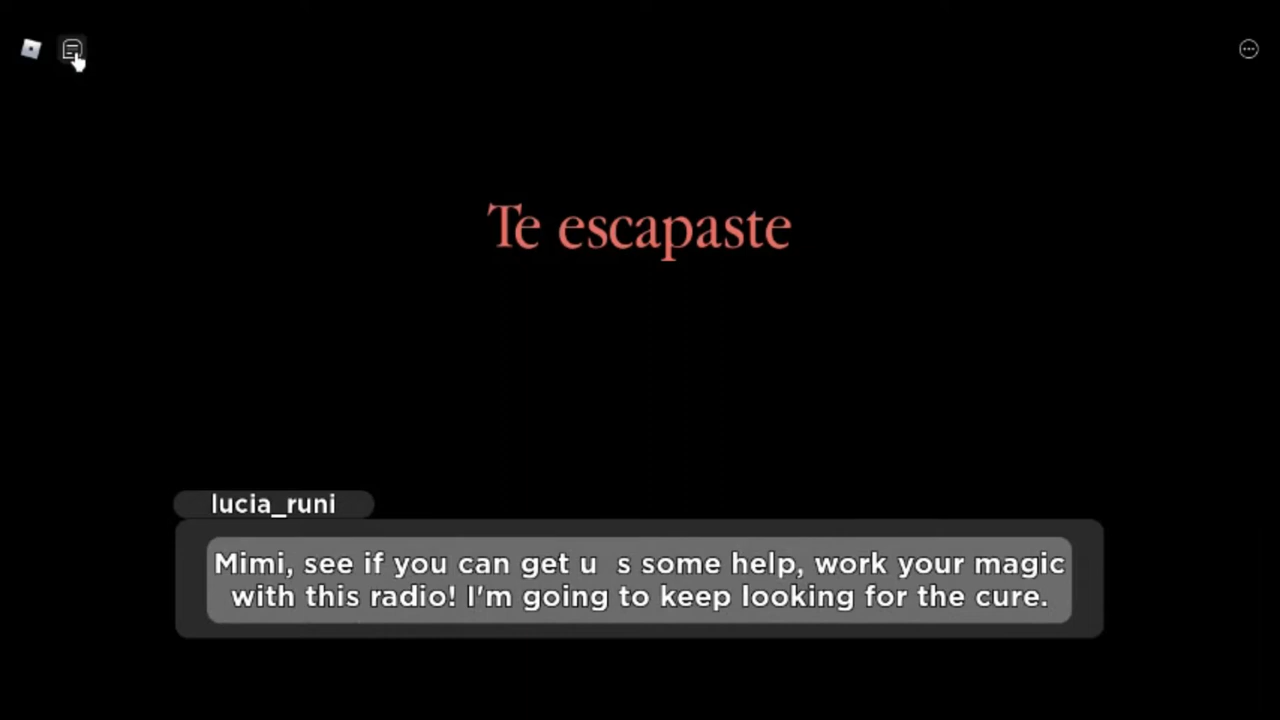 Te escapaste
lucia_runi
Mimi, see if you can get u s some help, work your magic
with this radio! I'm going to keep looking for the cure.